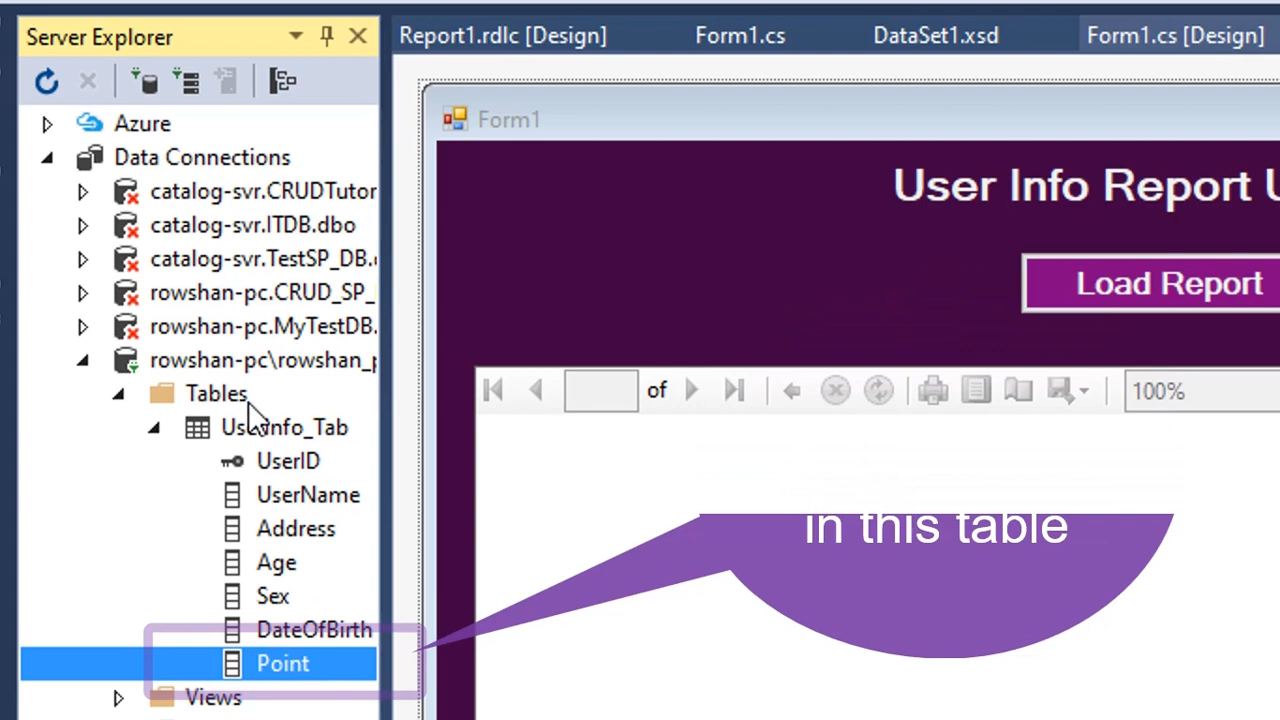 Server Explorer
Report1.rdlc [Design]
Form1.cs
DataSet1.xsd
Form1.cs [Design]
Azure
Data Connections
catalog-svr.CRUDTutor
catalog-svr.ITDB.dbo
catalog-svr.TestSP_DB.
rowshan-pc.CRUD_SP_
rowshan-pc.MyTestDB.
rowshan-pc\rowshan_p
Tables
UserInfo_Tab
UserID
UserName
Address
Age
Sex
DateOfBirth
Point
Views
Form1
User Info Report
Load Report
of
100%
in this table